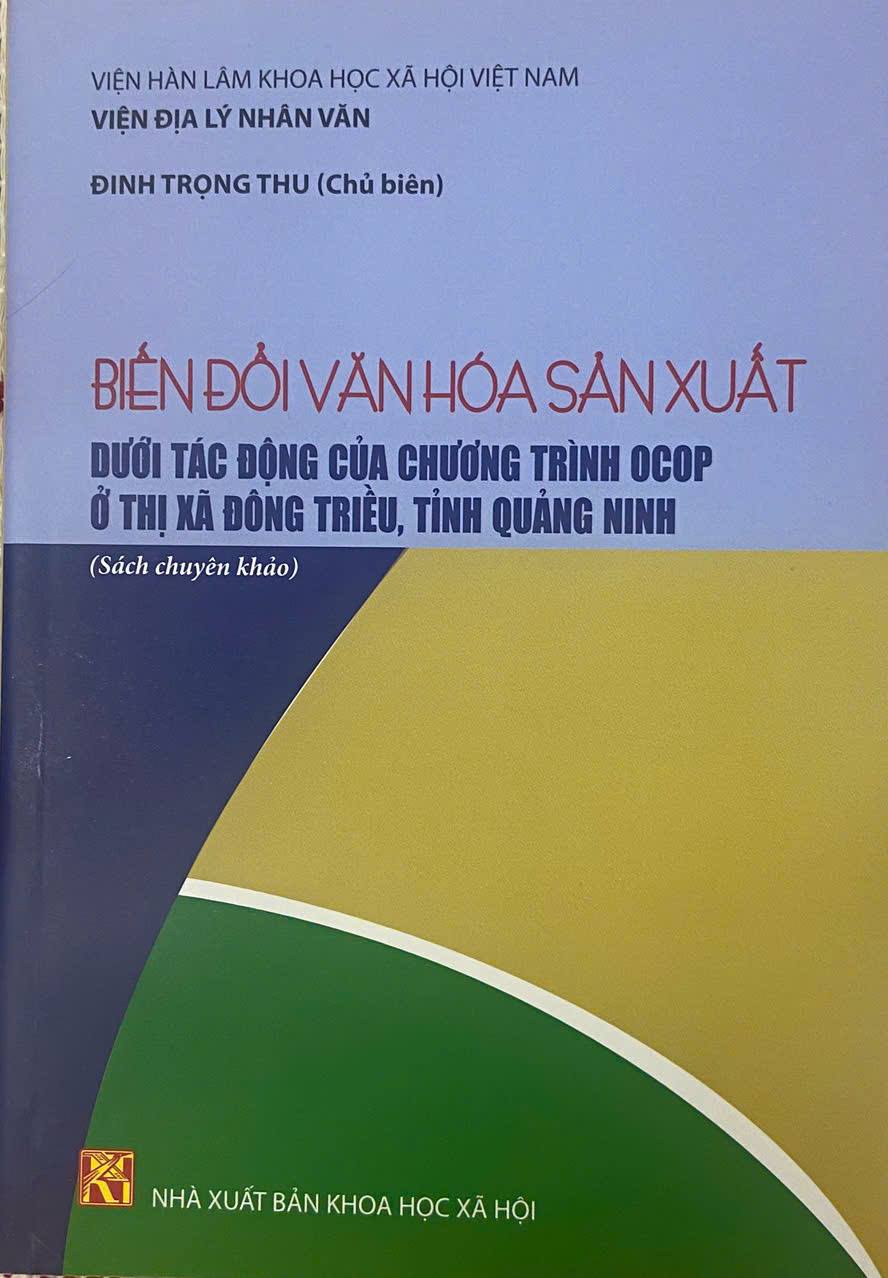 VIỆN HÀN LÂM KHOA HỌC XÃ HỘI VIỆT NAM
VIỆN ĐỊA LÝ NHÂN VĂN
ĐINH TRỌNG THU (Chủ biên)
BIẾN ĐỔI VĂN HÓA SẢN XUẤT
DƯỚI TÁC ĐỘNG CỦA CHƯƠNG TRÌNH OCOP
Ở THỊ XÃ ĐÔNG TRIỀU, TỈNH QUẢNG NINH
(Sách chuyên khảo)
NHÀ XUẤT BẢN KHOA HỌC XÃ HỘI